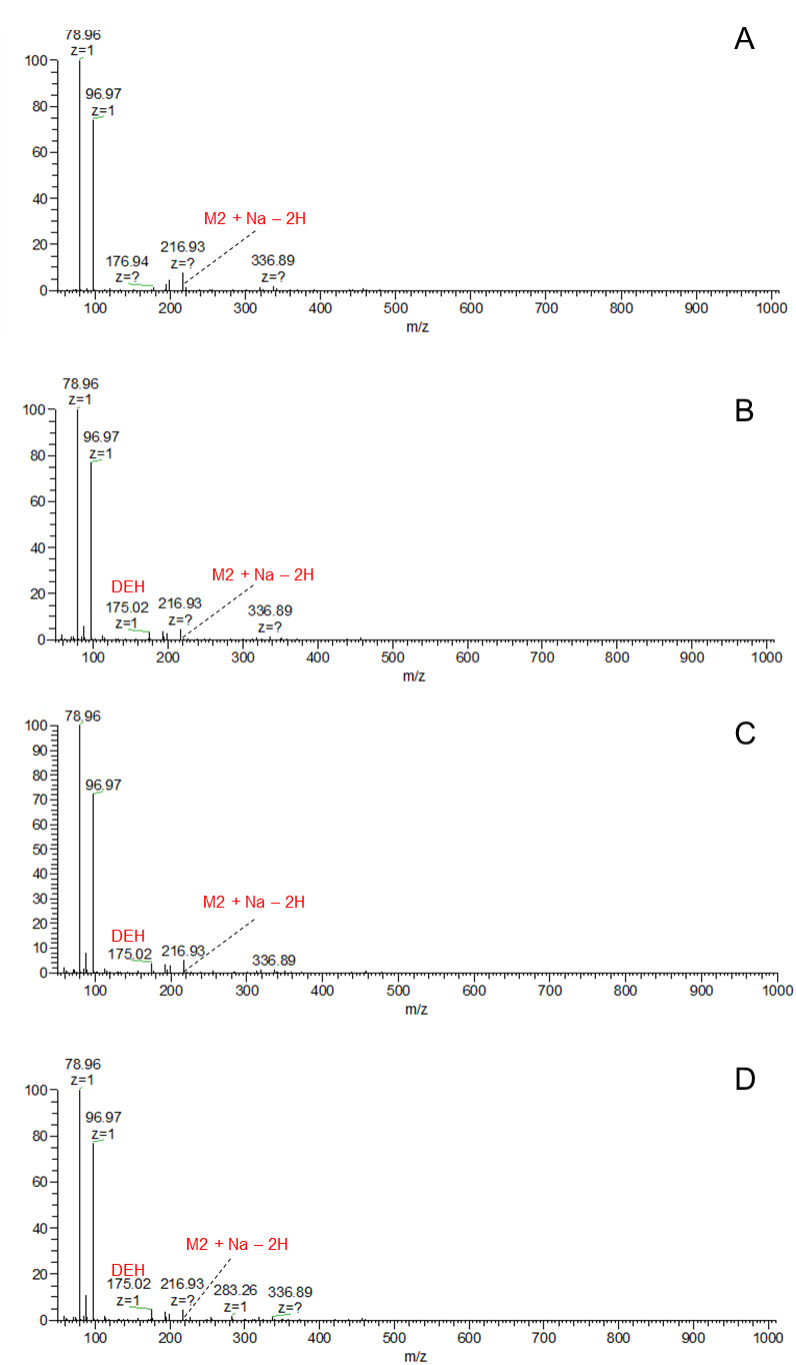 A
78.96
z=1
100
96.97
z=1
80
60
40
M2 + Na – 2H
20
176.94
z=?
216.93
z=?
336.89
z=?
0
100 200 300 400 500 600 700 800 900 1000
m/z
B
78.96
z=1
100
96.97
z=1
80
60
40
M2 + Na – 2H
DEH
20
175.02
z=1
216.93
z=?
336.89
z=?
0
100 200 300 400 500 600 700 800 900 1000
m/z
C
78.96
100
90
96.97
80
70
60
50
40
30
M2 + Na – 2H
20
DEH
175.02
216.93
336.89
10
0
100 200 300 400 500 600 700 800 900 1000
m/z
D
78.96
z=1
100
96.97
z=1
80
60
40
M2 + Na – 2H
DEH
20
175.02
z=1
216.93
z=?
283.26
z=1
336.89
z=?
0
100 200 300 400 500 600 700 800 900 1000
m/z